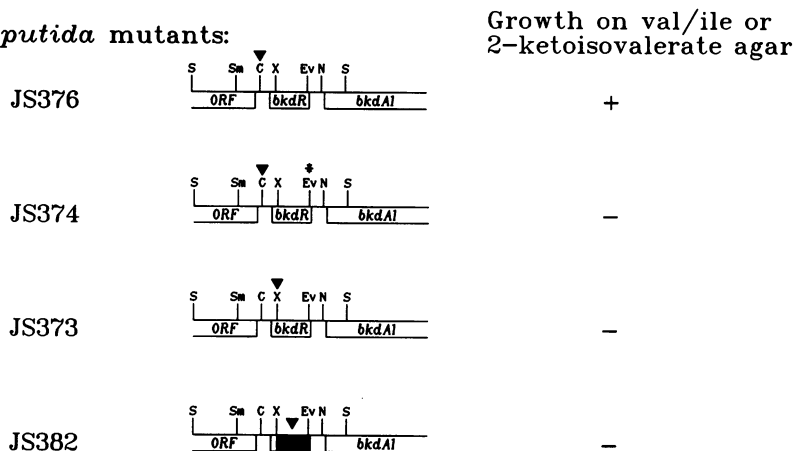 putida mutants:
Growth on val/ile or
2-ketoisovalerate agar
S Sm C X Ev N S
JS376
ORF bkdR bkdA1
+
S Sm C X Ev N S
JS374
ORF bkdR bkdA1
-
S Sm C X Ev N S
JS373
ORF bkdR bkdA1
-
S Sm C X Ev N S
JS382
ORF bkdA1
-